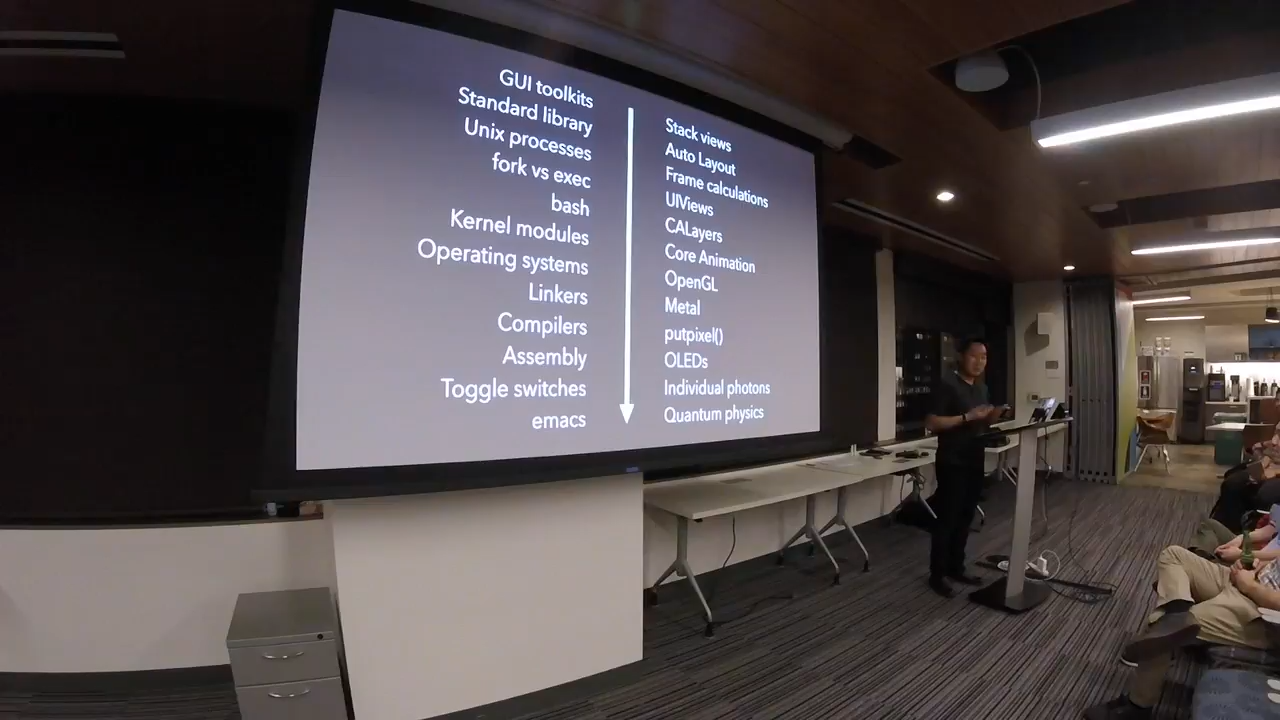 GUI toolkits
Standard library
Unix processes
fork vs exec
bash
Kernel modules
Operating systems
Linkers
Compilers
Assembly
Toggle switches
emacs
Stack views
Auto Layout
Frame calculations
UIViews
CALayers
Core Animation
OpenGL
Metal
putpixel()
OLEDs
Individual photons
Quantum physics